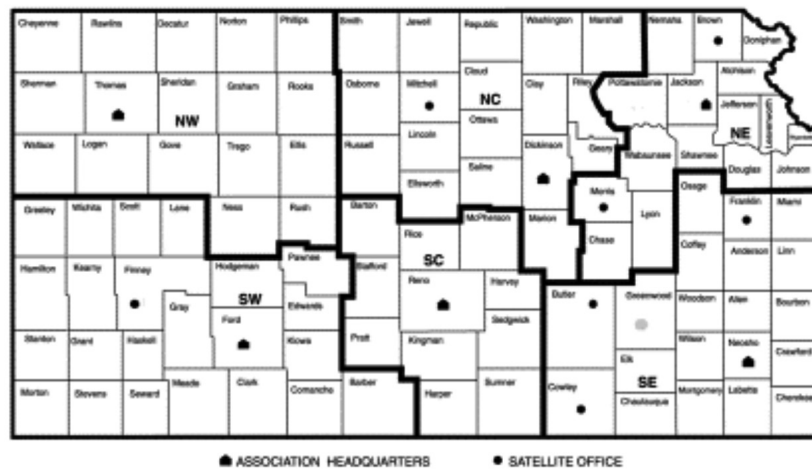 Cheyenne Rawlins Decatur Norton Phillips Smith Jewell Republic Washington Marshall Nemaha Brown
Doniphan
Sherman Thomas Sheridan Graham Rooks Osborne Mitchell Cloud Clay Riley Pottawatomie Jackson Atchison
NW NC Jefferson Leavenworth
Ottawa NE
Wallace Logan Gove Trego Ellis Russell Lincoln Dickinson Geary Wabaunsee Shawnee
Saline Douglas Johnson
Ellsworth Morris Osage
Greeley Wichita Scott Lane Ness Rush Barton McPherson Marion Lyon Franklin Miami
Rice Chase
SC Coffey Anderson Linn
Hamilton Kearny Finney Hodgeman Pawnee Stafford Reno Harvey Butler Greenwood Woodson Allen Bourbon
SW
Gray Ford Edwards Sedgwick
Stanton Grant Haskell Kiowa Pratt Kingman Wilson Neosho Crawford
Elk
SE
Morton Stevens Seward Meade Clark Comanche Barber Harper Sumner Cowley Chautauqua Montgomery Labette Cherokee
ASSOCIATION HEADQUARTERS SATELLITE OFFICE